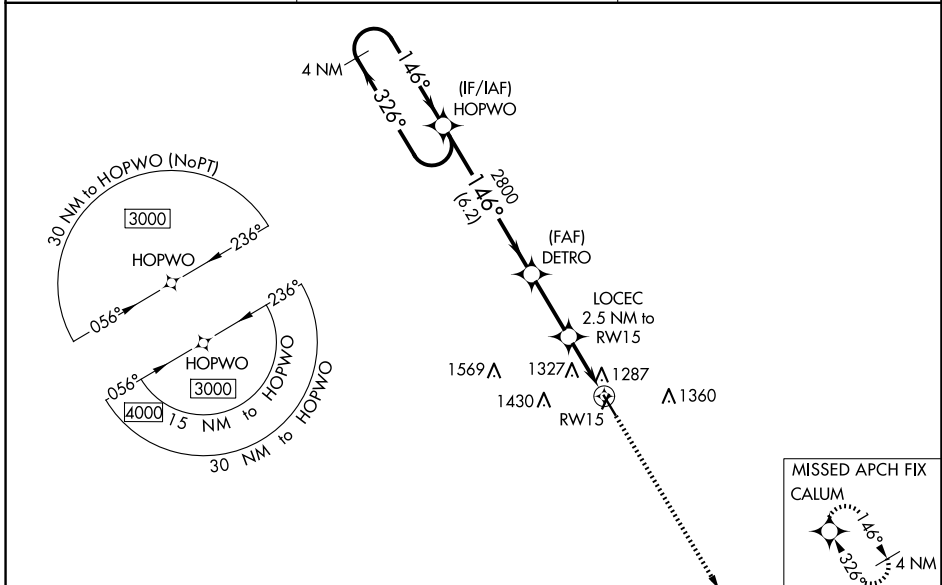 4 NM
146°
326°
(IF/IAF)
HOPWO
2800
146°
(6.2)
(FAF)
DETRO
LOCEC
2.5 NM to
RW15
1569
1327
1287
1430
1360
RW15
30 NM to HOPWO (NoPT)
3000
HOPWO
236°
056°
236°
HOPWO
056°
3000
4000
15 NM to HOPWO
30 NM to HOPWO
MISSED APCH FIX
CALUM
146°
326°
4 NM